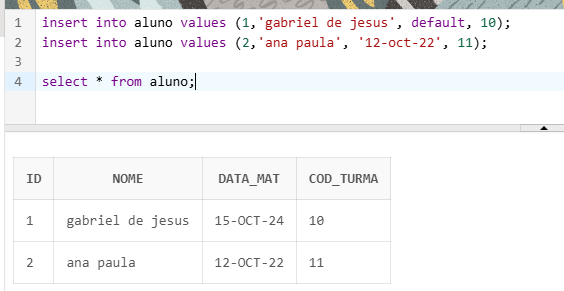 1 insert into aluno values (1,'gabriel de jesus', default, 10);
2 insert into aluno values (2,'ana paula', '12-oct-22', 11);
3
4 select * from aluno;
ID NOME DATA_MAT COD_TURMA
1 gabriel de jesus 15-OCT-24 10
2 ana paula 12-OCT-22 11